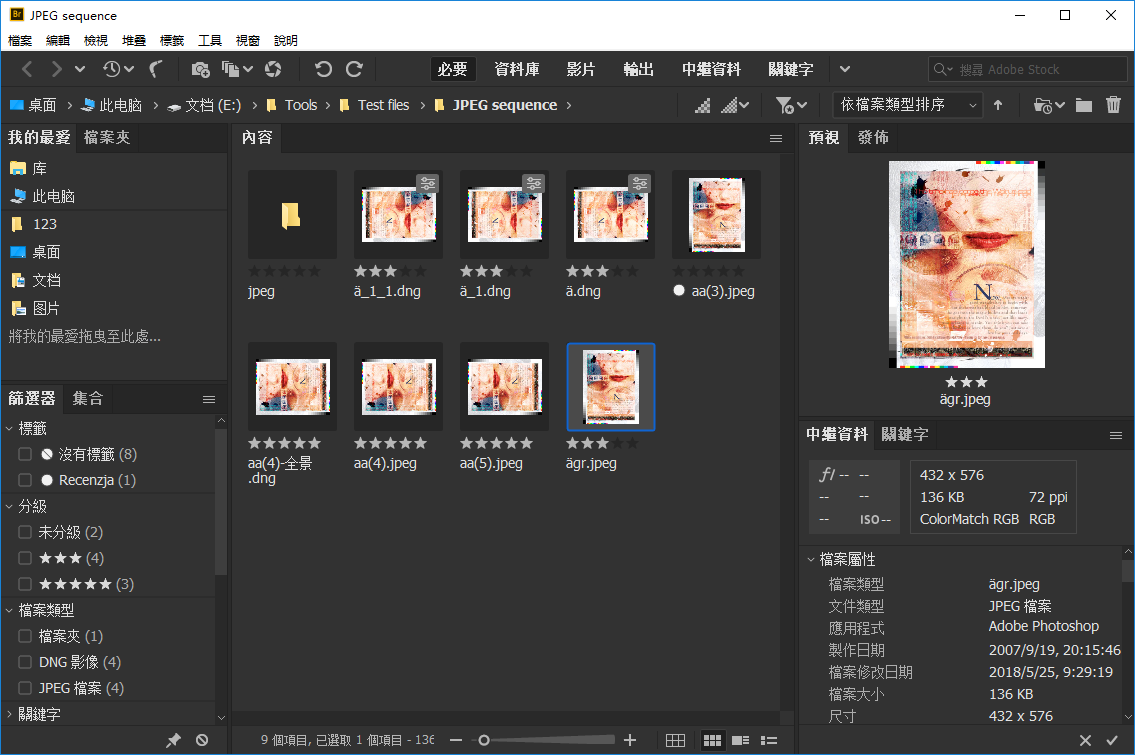 Br JPEG sequence
檔案 編輯 檢視 堆疊 標籤 工具 視窗 說明
必要 資料庫 影片 輸出 中繼資料 關鍵字 搜尋 Adobe Stock
桌面 此电脑 文档 (E:) Tools Test files JPEG sequence 依檔案類型排序
我的最愛 檔案夾
库
此电脑
123
桌面
文档
图片
將我的最愛拖曳至此處...
篩選器 集合
標籤
沒有標籤 (8)
Recenzja (1)
分級
未分級 (2)
★★★ (4)
★★★★★ (3)
檔案類型
檔案夾 (1)
DNG 影像 (4)
JPEG 檔案 (4)
關鍵字
內容
jpeg
ä_1_1.dng
ä_1.dng
ä.dng
aa(3).jpeg
aa(4)-全景
.dng
aa(4).jpeg
aa(5).jpeg
ägr.jpeg
9 個項目, 已選取 1 個項目 - 136
預視 發佈
New
ägr.jpeg
中繼資料 關鍵字
f/ -- --
-- --
-- ISO --
432 x 576
136 KB 72 ppi
ColorMatch RGB RGB
檔案屬性
檔案類型 ägr.jpeg
文件類型 JPEG 檔案
應用程式 Adobe Photoshop
製作日期 2007/9/19, 20:15:46
檔案修改日期 2018/5/25, 9:29:19
檔案大小 136 KB
尺寸 432 x 576